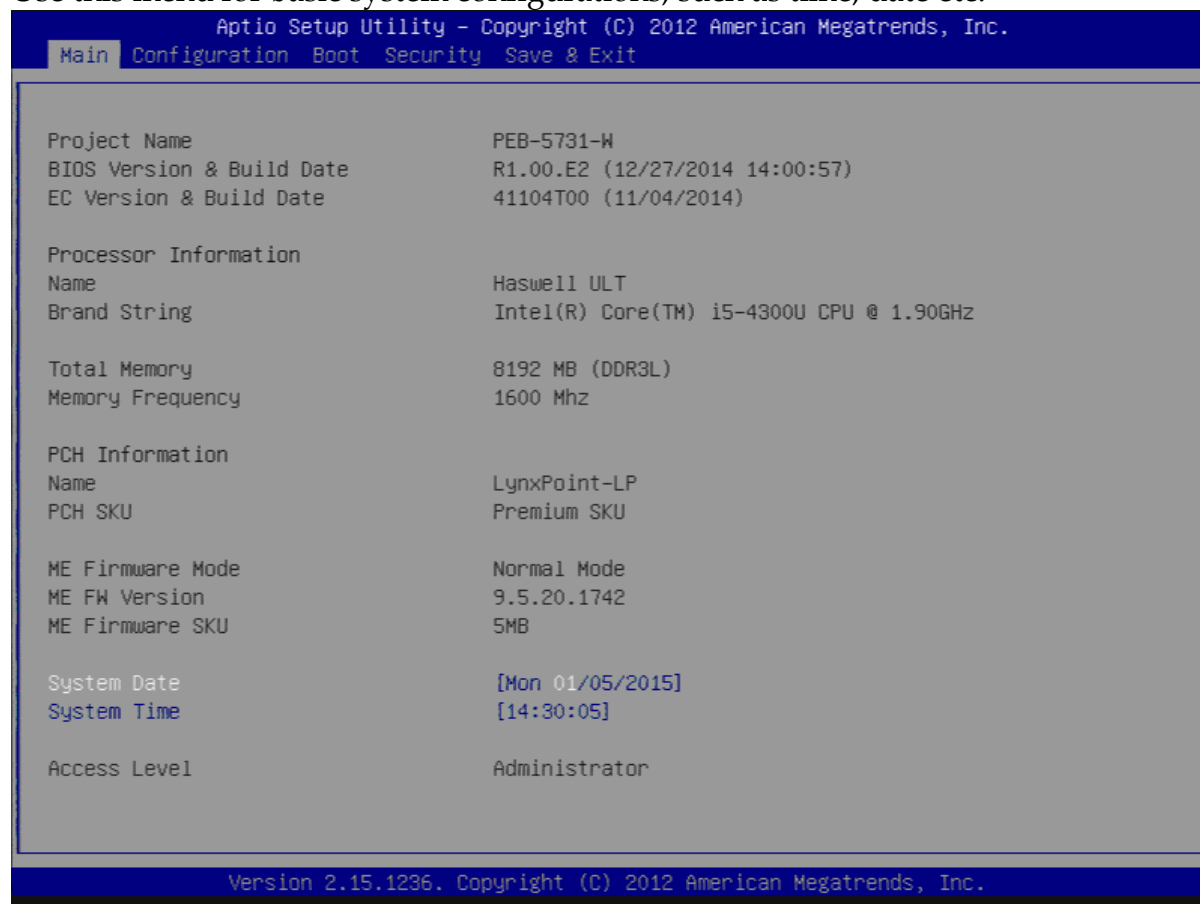 Use this menu for basic system configurations, such as time, date etc.
Aptio Setup Utility – Copyright (C) 2012 American Megatrends, Inc.
Main Configuration Boot Security Save & Exit
Project Name PEB-5731-W
BIOS Version & Build Date R1.00.E2 (12/27/2014 14:00:57)
EC Version & Build Date 41104T00 (11/04/2014)
Processor Information
Name Haswell ULT
Brand String Intel(R) Core(TM) i5-4300U CPU @ 1.90GHz
Total Memory 8192 MB (DDR3L)
Memory Frequency 1600 Mhz
PCH Information
Name LynxPoint-LP
PCH SKU Premium SKU
ME Firmware Mode Normal Mode
ME FW Version 9.5.20.1742
ME Firmware SKU 5MB
System Date [Mon 01/05/2015]
System Time [14:30:05]
Access Level Administrator
Version 2.15.1236. Copyright (C) 2012 American Megatrends, Inc.